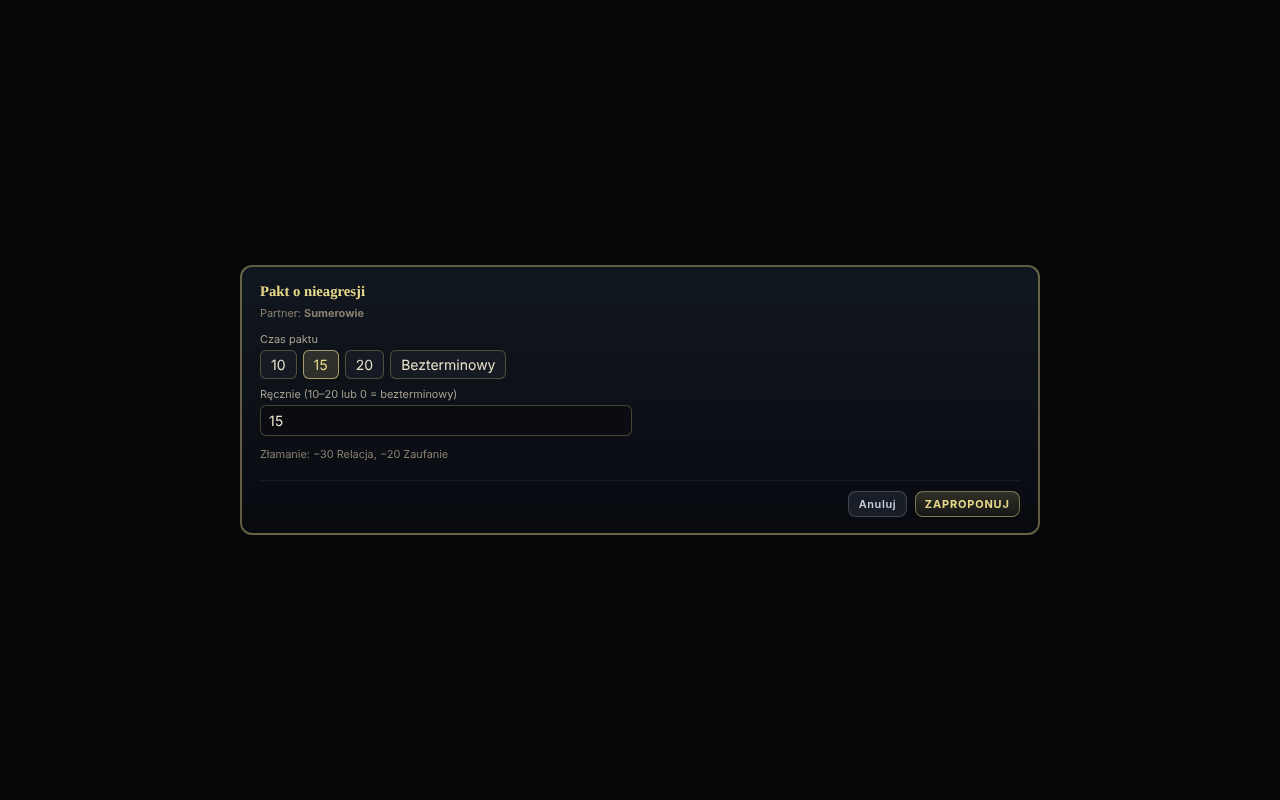 Pakt o nieagresji
Partner: Sumerowie
Czas paktu
10 15 20 Bezterminowy
Ręcznie (10–20 lub 0 = bezterminowy)
15
Złamanie: −30 Relacja, −20 Zaufanie
Anuluj ZAPROPONUJ